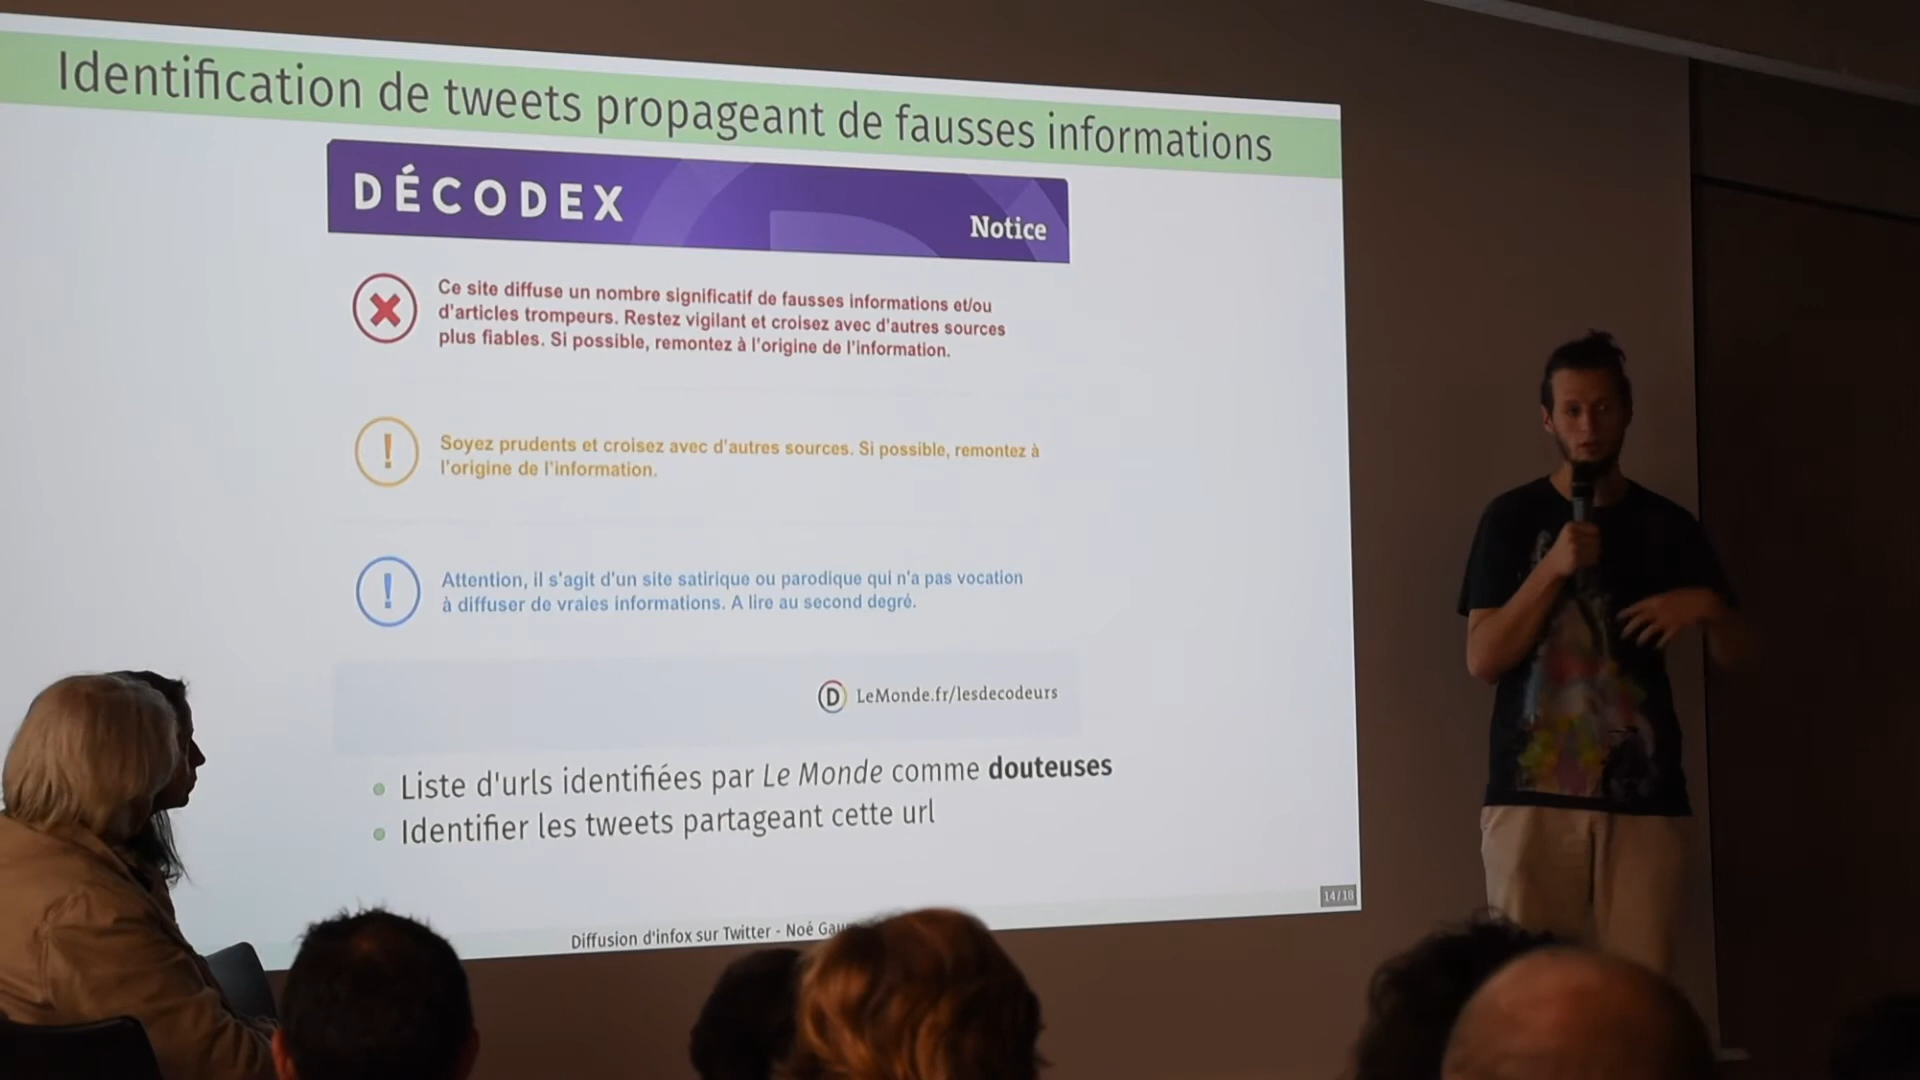 Identification de tweets propageant de fausses informations
DÉCODEX
Notice
Ce site diffuse un nombre significatif de fausses informations et/ou
d'articles trompeurs. Restez vigilant et croisez avec d'autres sources
plus fiables. Si possible, remontez à l'origine de l'information.
Soyez prudents et croisez avec d'autres sources. Si possible, remontez à
l'origine de l'information.
Attention, il s'agit d'un site satirique ou parodique qui n'a pas vocation
à diffuser de vraies informations. A lire au second degré.
D LeMonde.fr/lesdecodeurs
Liste d'urls identifiées par Le Monde comme douteuses
Identifier les tweets partageant cette url
14/18
Diffusion d'infox sur Twitter - Noé